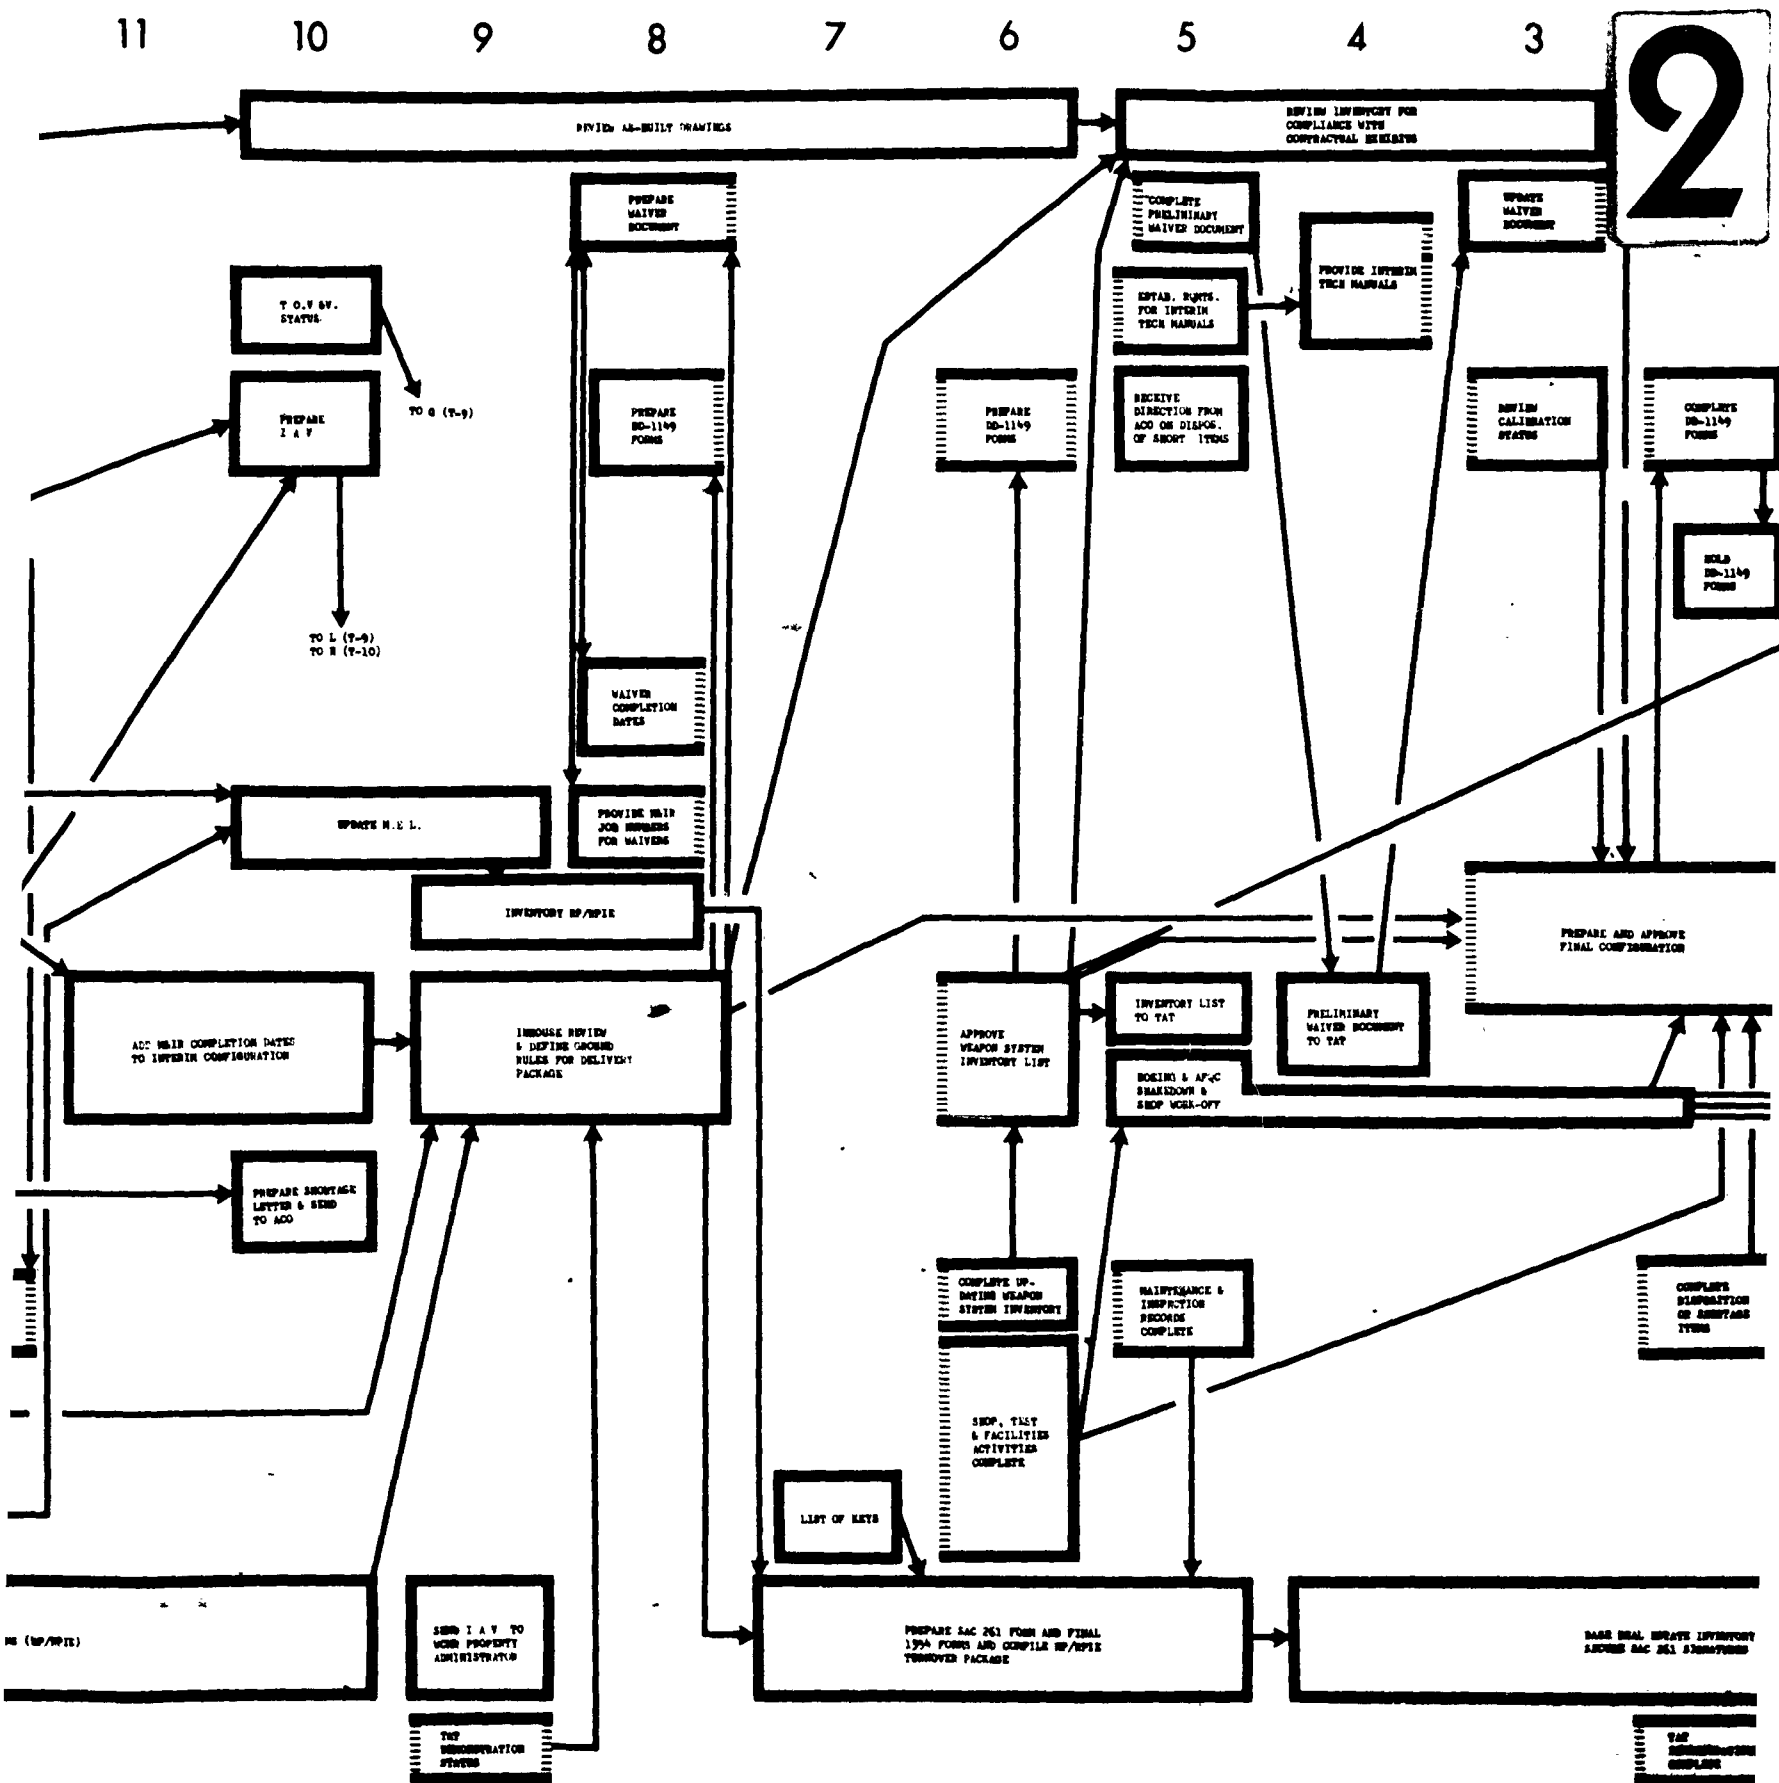 11 10 9 8 7 6 5 4 3
2
REVIEW AS-BUILT DRAWINGS
REVIEW INVENTORY FOR
COMPLIANCE WITH
CONTRACTUAL EXHIBITS
PREPARE
WAIVER
DOCUMENT
COMPLETE
PRELIMINARY
WAIVER DOCUMENT
UPDATE
WAIVER
DOCUMENT
PROVIDE INTERIM
TECH MANUALS
STATUS
ESTAB. RQMTS.
FOR INTERIM
TECH MANUALS
TO G (T-9)
PREPARE
I A V
PREPARE
DD-1149
FORMS
PREPARE
DD-1149
FORMS
RECEIVE
DIRECTION FROM
ACO ON DISPOS.
OF SHORT ITEMS
REVIEW
CALIBRATION
STATUS
COMPLETE
DD-1149
FORMS
HOLD
DD-1149
FORMS
TO L (T-9)
TO (T-10)
WAIVER
COMPLETION
DATES
UPDATE M.E L.
PROVIDE
JOB NUMBERS
FOR WAIVERS
INVENTORY RP/RPIE
PREPARE AND APPROVE
FINAL CONFIGURATION
ADD COMPLETION DATES
TO INTERIM CONFIGURATION
INHOUSE REVIEW
& DEFINE GROUND
RULES FOR DELIVERY
PACKAGE
APPROVE
WEAPON SYSTEM
INVENTORY LIST
INVENTORY LIST
TO TAT
PRELIMINARY
WAIVER DOCUMENT
TO TAT
BOEING & AFQC
SHAKEDOWN &
SHOP WORK-OFF
PREPARE SHORTAGE
LETTER & SEND
TO ACO
COMPLETE UP-
DATING WEAPON
SYSTEM INVENTORY
MAINTENANCE &
INSPECTION
RECORDS
COMPLETE
COMPLETE
DISPOSITION
OF SHORTAGE
ITEMS
SHOP, TEST
& FACILITIES
ACTIVITIES
COMPLETE
LIST OF KEYS
(RP/RPIE)
SEND I A V TO
PROPERTY
ADMINISTRATOR
PREPARE SAC 261 FORM AND FINAL
1354 FORMS AND COMPILE RP/RPIE
TURNOVER PACKAGE
BASE REAL ESTATE INVENTORY
SECURE SAC 261 SIGNATURES
TAT
DEMONSTRATION
STATUS
TAT
DEMONSTRATION
COMPLETE